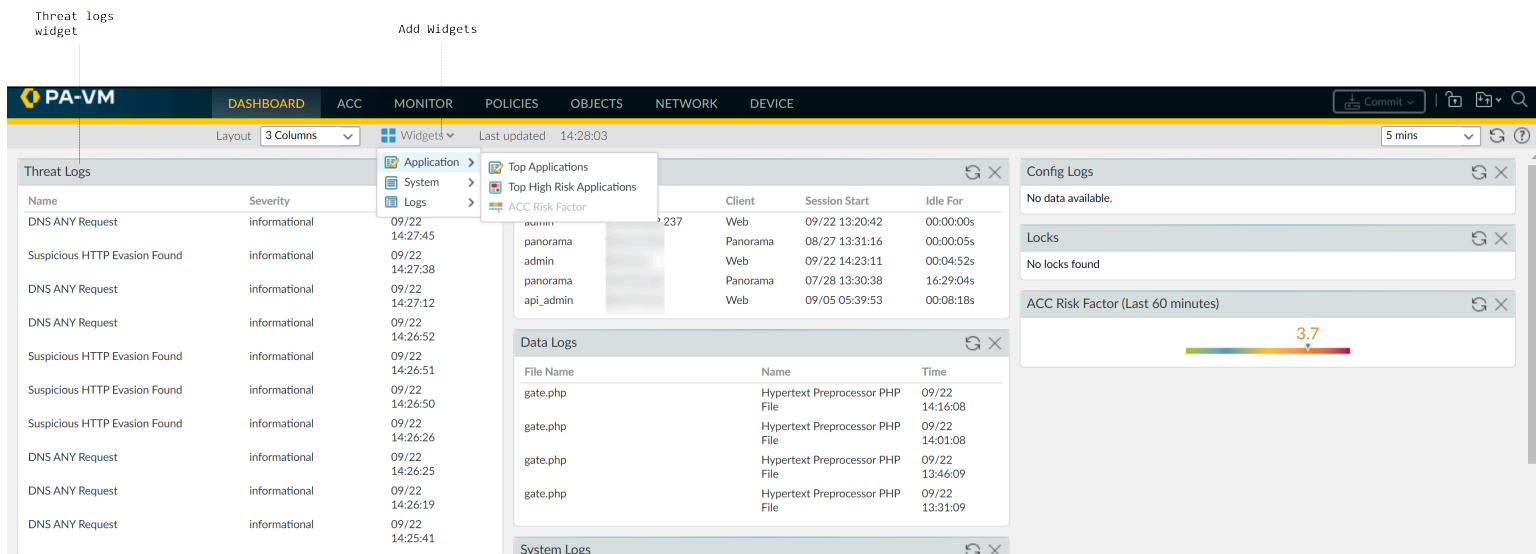 Threat logs
widget
Add Widgets
PA-VM
DASHBOARD ACC MONITOR POLICIES OBJECTS NETWORK DEVICE Commit
Layout 3 Columns Widgets Last updated 14:28:03 5 mins
Application
System
Logs
Top Applications
Top High Risk Applications
ACC Risk Factor
Threat Logs
Name Severity
DNS ANY Request informational 09/22
14:27:45
Suspicious HTTP Evasion Found informational 09/22
14:27:38
DNS ANY Request informational 09/22
14:27:12
DNS ANY Request informational 09/22
14:26:52
Suspicious HTTP Evasion Found informational 09/22
14:26:51
Suspicious HTTP Evasion Found informational 09/22
14:26:50
Suspicious HTTP Evasion Found informational 09/22
14:26:26
DNS ANY Request informational 09/22
14:26:25
DNS ANY Request informational 09/22
14:26:19
DNS ANY Request informational 09/22
14:25:41
Client Session Start Idle For
admin 237 Web 09/22 13:20:42 00:00:00s
panorama Panorama 08/27 13:31:16 00:00:05s
admin Web 09/22 14:23:11 00:04:52s
panorama Panorama 07/28 13:30:38 16:29:04s
api_admin Web 09/05 05:39:53 00:08:18s
Data Logs
File Name Name Time
gate.php Hypertext Preprocessor PHP 09/22
File 14:16:08
gate.php Hypertext Preprocessor PHP 09/22
File 14:01:08
gate.php Hypertext Preprocessor PHP 09/22
File 13:46:09
gate.php Hypertext Preprocessor PHP 09/22
File 13:31:09
System Logs
Config Logs
No data available.
Locks
No locks found
ACC Risk Factor (Last 60 minutes)
3.7